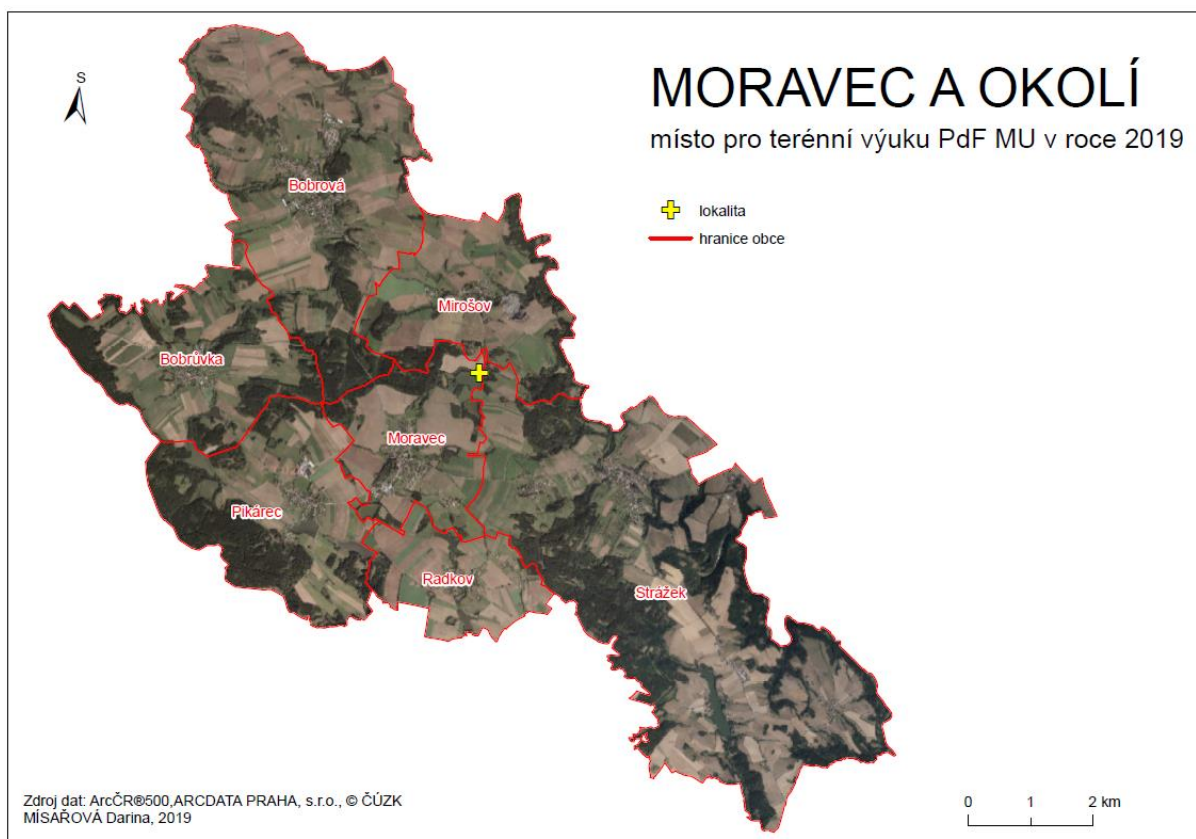 MORAVEC A OKOLÍ
místo pro terénní výuku PdF MU v roce 2019
S
lokalita
hranice obce
Bobrová
Mirošov
Bobrůvka
Moravec
Pikárec
Radkov
Strážek
Zdroj dat: ArcČR®500,ARCDATA PRAHA, s.r.o., © ČÚZK
MÍSAŘOVÁ Darina, 2019
0 1 2 km